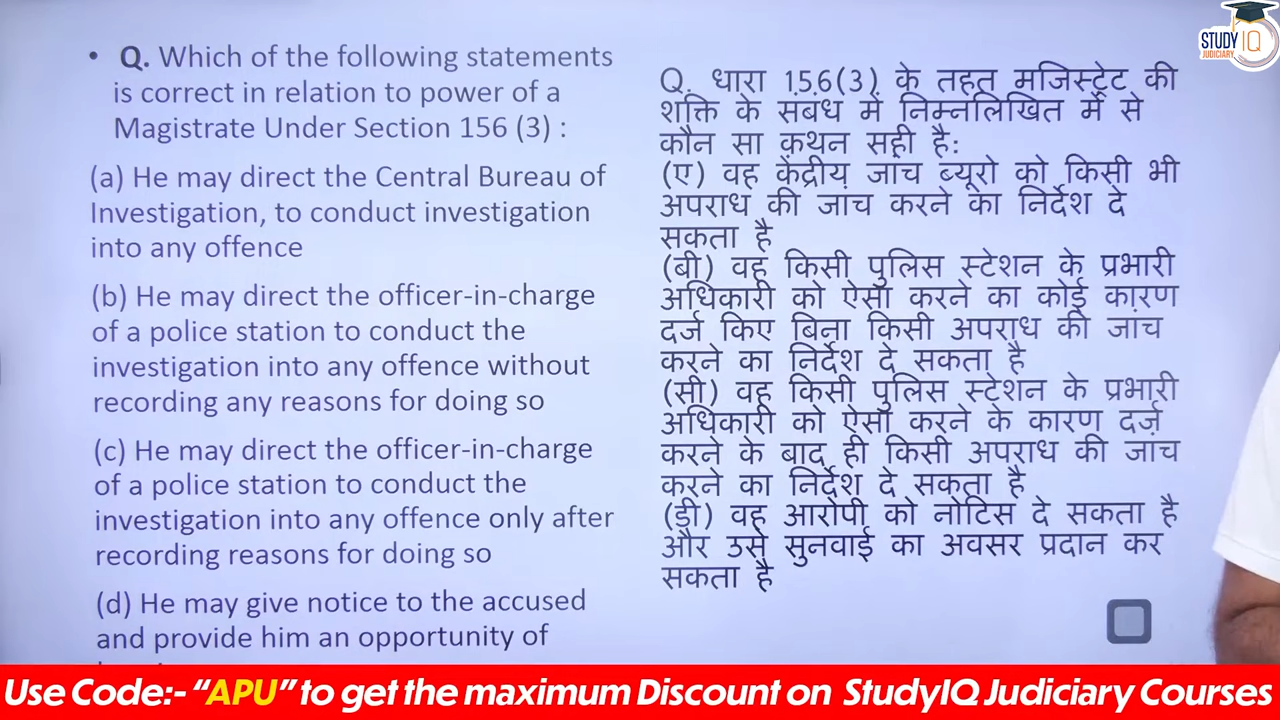 • Q. Which of the following statements
is correct in relation to power of a
Magistrate Under Section 156 (3) :
(a) He may direct the Central Bureau of
Investigation, to conduct investigation
into any offence
(b) He may direct the officer-in-charge
of a police station to conduct the
investigation into any offence without
recording any reasons for doing so
(c) He may direct the officer-in-charge
of a police station to conduct the
investigation into any offence only after
recording reasons for doing so
(d) He may give notice to the accused
and provide him an opportunity of
Q. धारा 156(3) के तहत मजिस्ट्रेट की
शक्ति के संबंध में निम्नलिखित में से
कौन सा कथन सही है:
(ए) वह केंद्रीय जांच ब्यूरो को किसी भी
अपराध की जांच करने का निर्देश दे
सकता है
(बी) वह किसी पुलिस स्टेशन के प्रभारी
अधिकारी को ऐसा करने का कोई कारण
दर्ज किए बिना किसी अपराध की जांच
करने का निर्देश दे सकता है
(सी) वह किसी पुलिस स्टेशन के प्रभारी
अधिकारी को ऐसा करने के कारण दर्ज
करने के बाद ही किसी अपराध की जांच
करने का निर्देश दे सकता है
(डी) वह आरोपी को नोटिस दे सकता है
और उसे सुनवाई का अवसर प्रदान कर
सकता है
STUDY IQ
JUDICIARY
Use Code:- “APU” to get the maximum Discount on StudyIQ Judiciary Courses